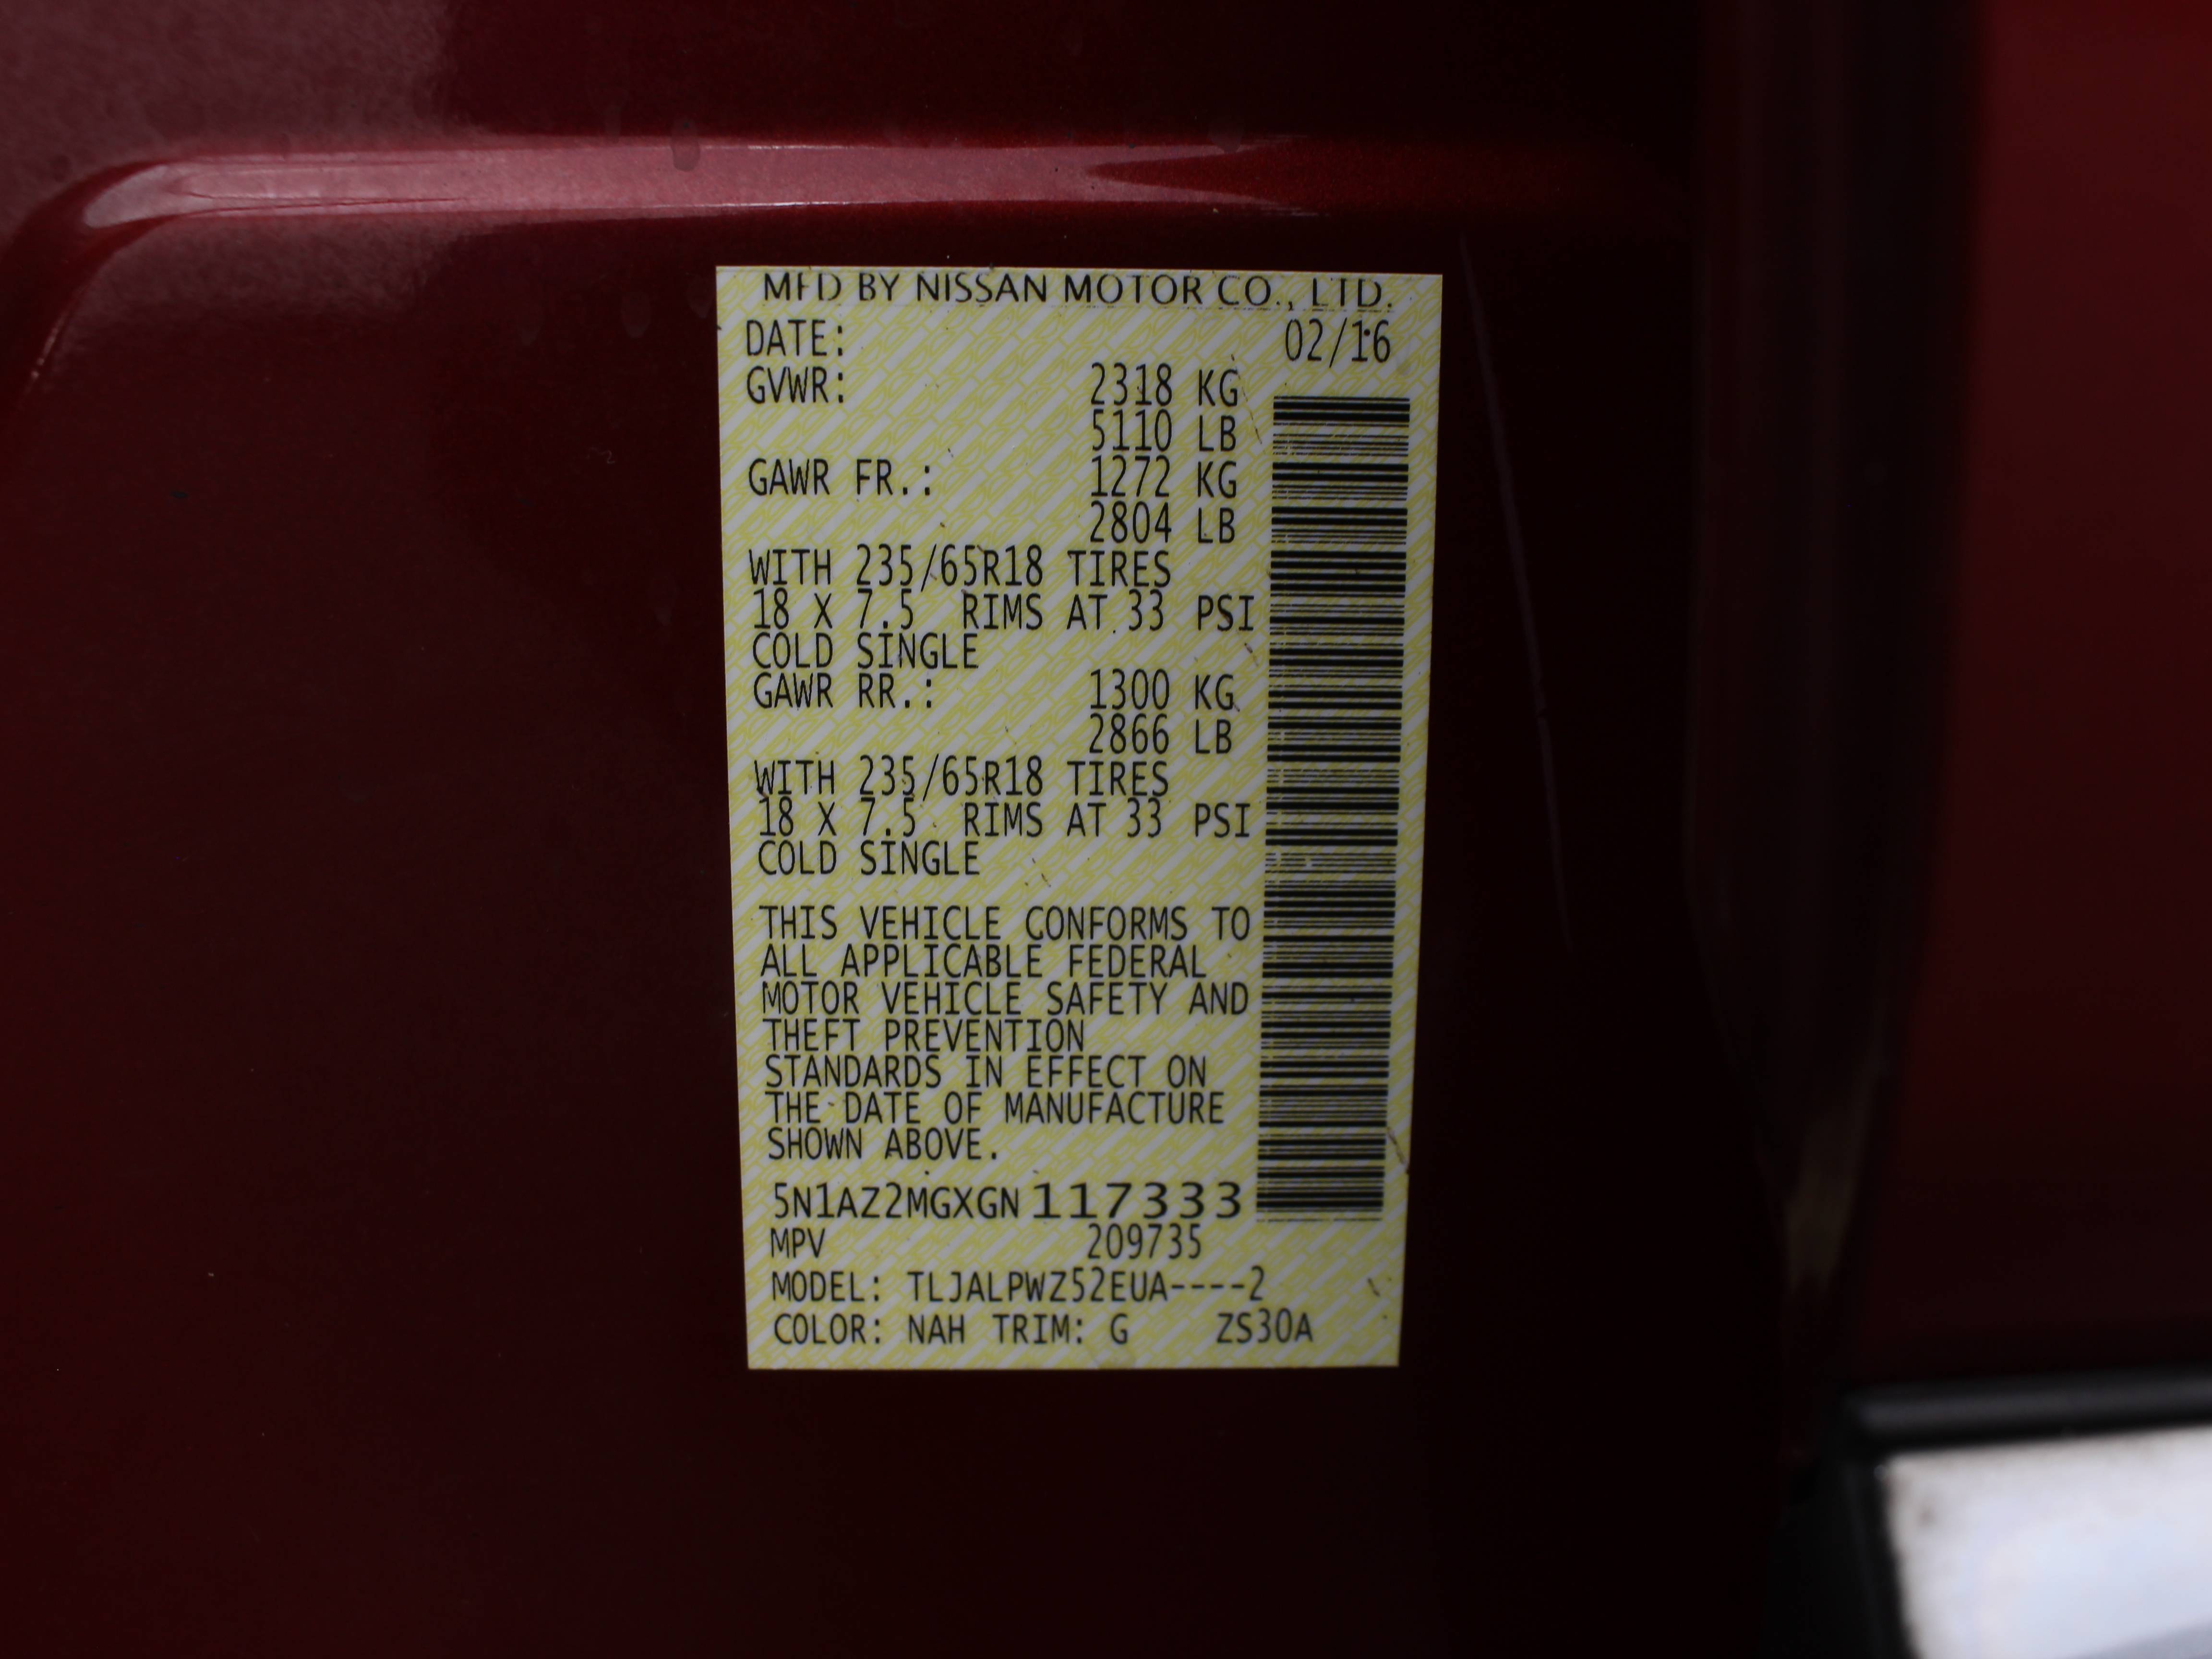 MFD BY NISSAN MOTOR CO., LTD.
DATE: 02/16
GVWR: 2318 KG
5110 LB
GAWR FR.: 1272 KG
2804 LB
WITH 235/65R18 TIRES
18 X 7.5 RIMS AT 33 PSI
COLD SINGLE
GAWR RR.: 1300 KG
2866 LB
WITH 235/65R18 TIRES
18 X 7.5 RIMS AT 33 PSI
COLD SINGLE
THIS VEHICLE CONFORMS TO
ALL APPLICABLE FEDERAL
MOTOR VEHICLE SAFETY AND
THEFT PREVENTION
STANDARDS IN EFFECT ON
THE DATE OF MANUFACTURE
SHOWN ABOVE.
5N1AZ2MGXGN117333
MPV 209735
MODEL: TLJALPWZ52EUA----2
COLOR: NAH TRIM: G ZS30A